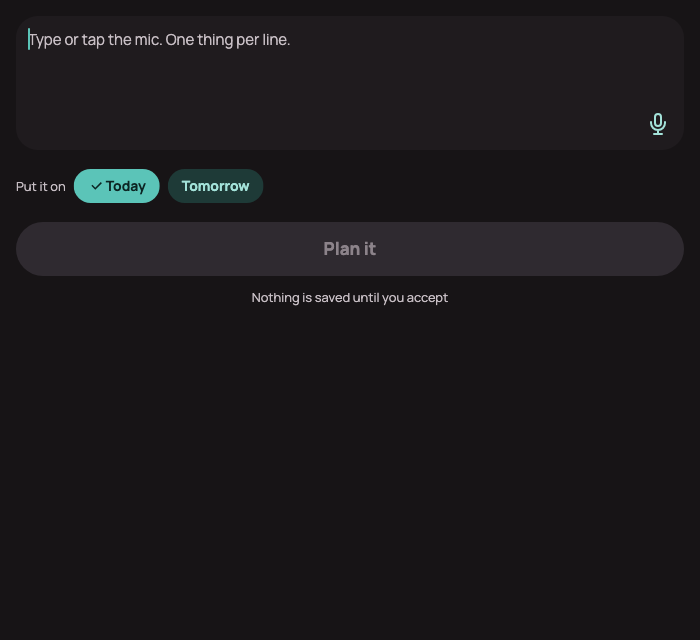 Type or tap the mic. One thing per line.
Put it on Today Tomorrow
Plan it
Nothing is saved until you accept